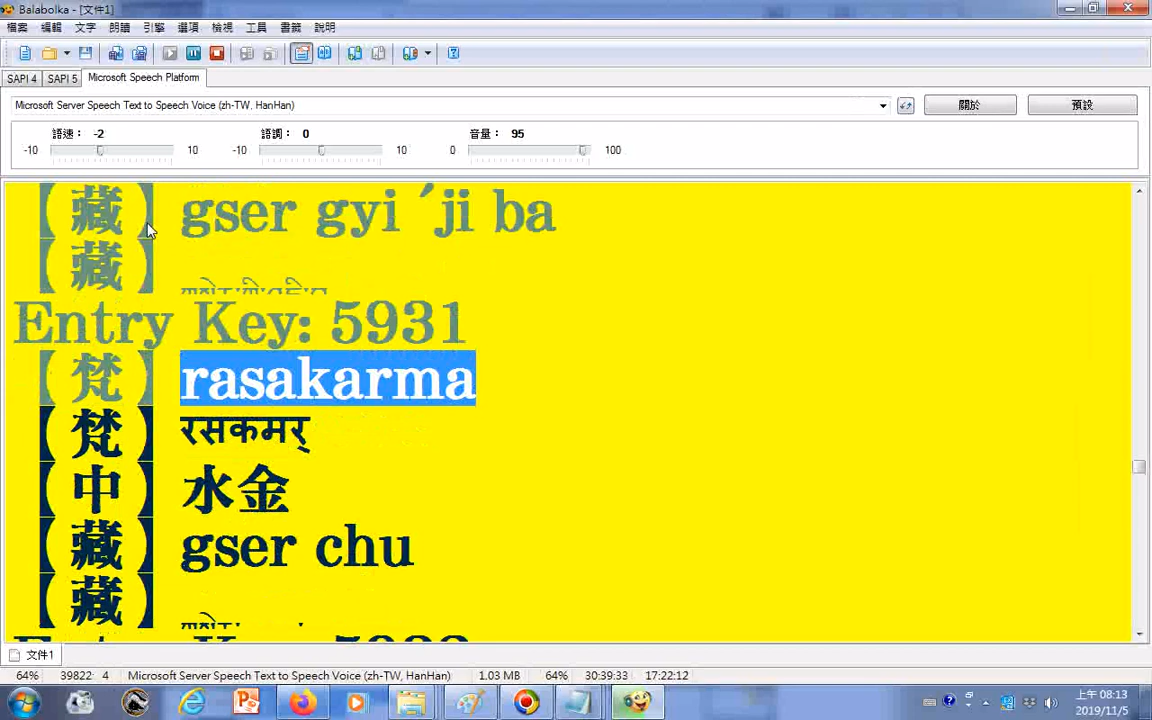 Balabolka - [文件1]
檔案 編輯 文字 朗讀 引擎 選項 檢視 工具 書籤 說明
SAPI 4 SAPI 5 Microsoft Speech Platform
Microsoft Server Speech Text to Speech Voice (zh-TW, HanHan) 關於 預設
語速： -2 語調： 0 音量： 95
-10 10 -10 10 0 100
【藏】 gser gyi ´ji ba
【藏】
Entry Key: 5931
【梵】 rasakarma
【梵】 रसकमर्
【中】 水金
【藏】 gser chu
【藏】
文件1
64% 39822: 4 Microsoft Server Speech Text to Speech Voice (zh-TW, HanHan) 1.03 MB 64% 30:39:33 17:22:12
上午 08:13
2019/11/5